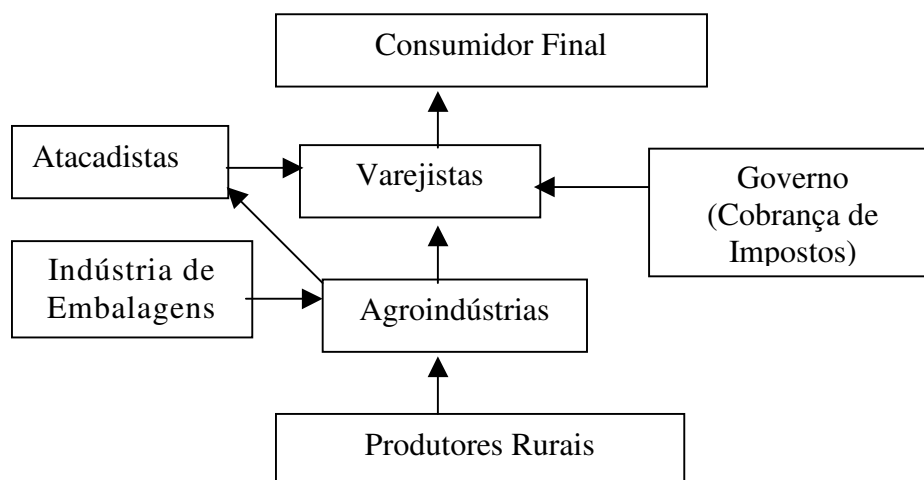 Consumidor Final
Atacadistas
Varejistas
Governo
(Cobrança de
Impostos)
Indústria de
Embalagens
Agroindústrias
Produtores Rurais